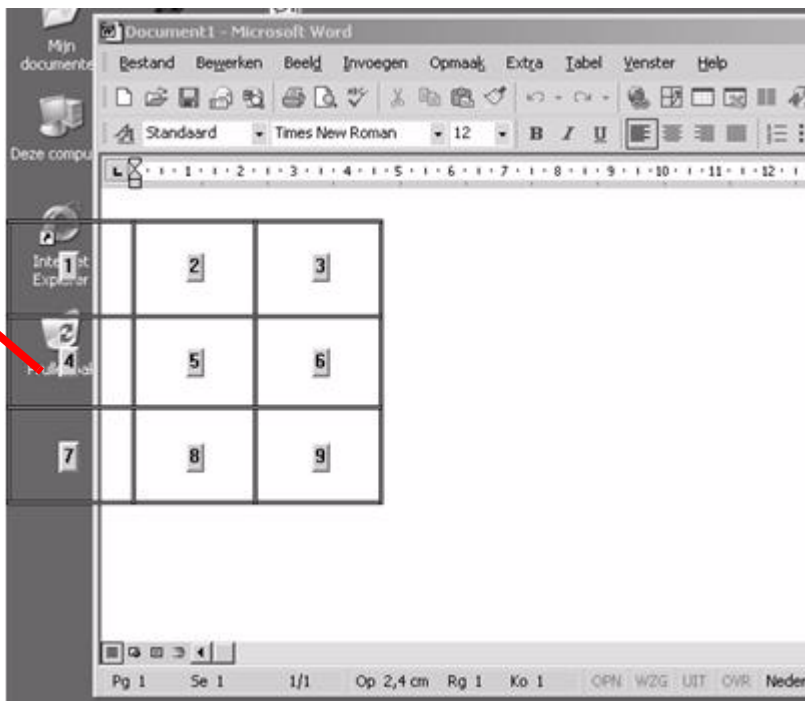 Mijn
documente
Deze compu
Document1 - Microsoft Word
Bestand Bewerken Beeld Invoegen Opmaak Extra Tabel Venster Help
Standaard Times New Roman 12 B I U
1 2 3 4 5 6 7 8 9 10 11 12
Explorer
1 2 3
4 5 6
7 8 9
Pg 1 Se 1 1/1 Op 2,4 cm Rg 1 Ko 1 OPN WZG UIT OVR Neder